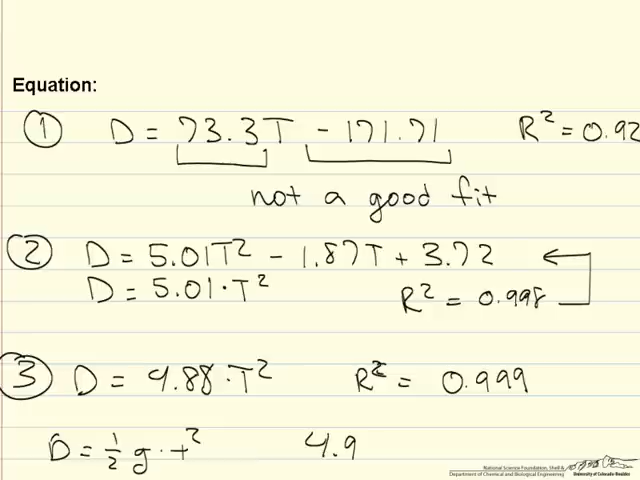 Equation:
① D = 73.3T - 171.71 R² = 0.92
not a good fit
② D = 5.01T² - 1.87T + 3.72
D = 5.01 · T² R² = 0.998
③ D = 4.88 · T² R² = 0.999
D = ½ g · t² 4.9
National Science Foundation, Shell &
Department of Chemical and Biological Engineering University of Colorado Boulder